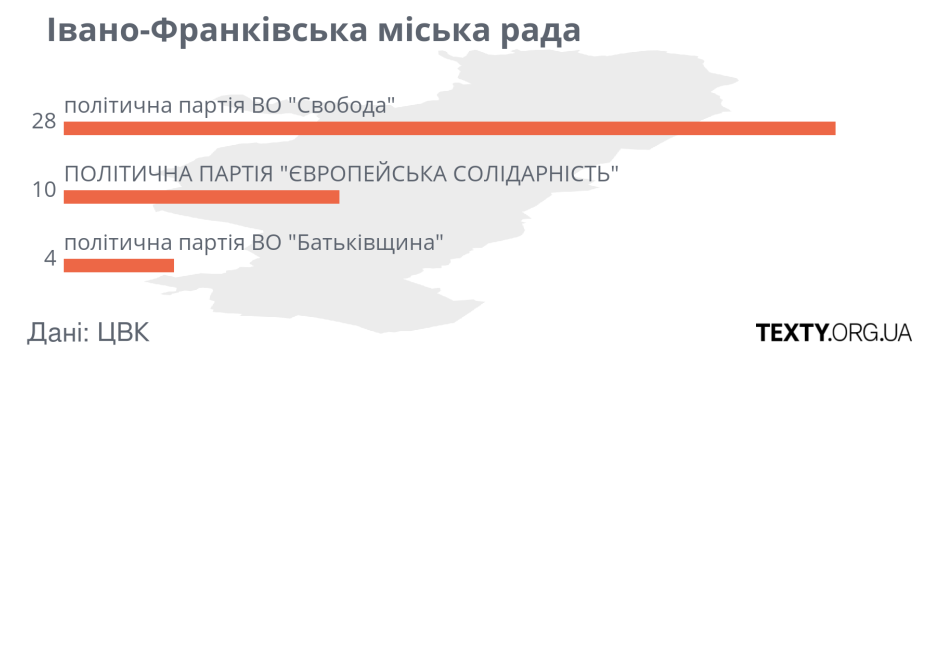 Івано-Франківська міська рада
політична партія ВО "Свобода"
28
ПОЛІТИЧНА ПАРТІЯ "ЄВРОПЕЙСЬКА СОЛІДАРНІСТЬ"
10
політична партія ВО "Батьківщина"
4
Дані: ЦВК
TEXTY.ORG.UA